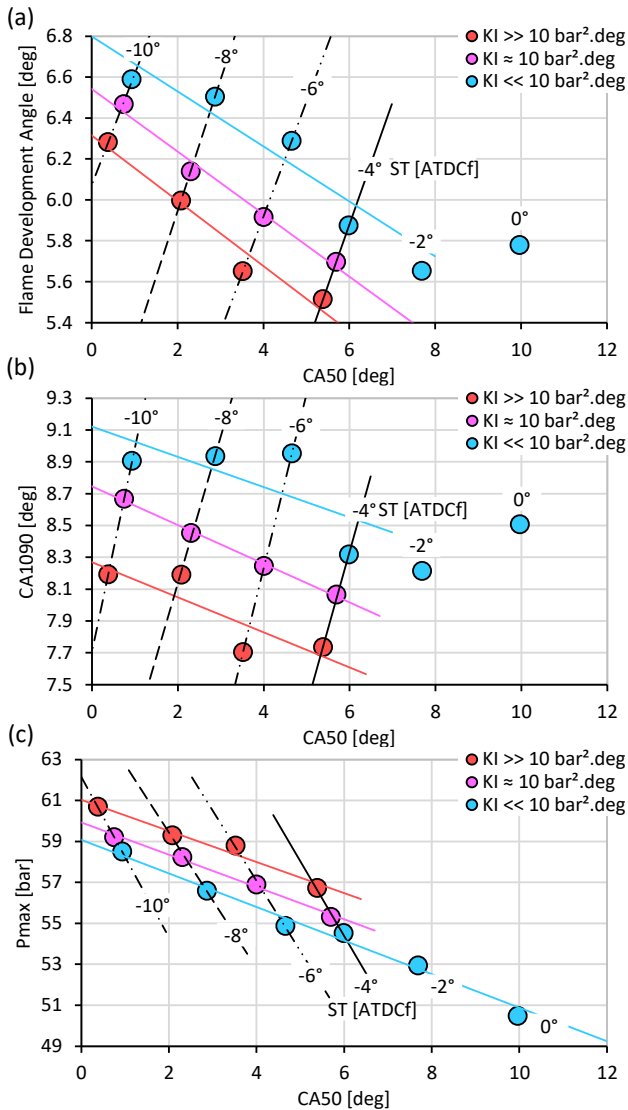 (a)
Flame Development Angle [deg]
6.8
6.6
6.4
6.2
6.0
5.8
5.6
5.4
-10°
-8°
-6°
-4° ST [ATDCf]
-2°
0°
KI >> 10 bar².deg
KI ≈ 10 bar².deg
KI << 10 bar².deg
0 2 4 6 8 10 12
CA50 [deg]
(b)
CA1090 [deg]
9.3
9.1
8.9
8.7
8.5
8.3
8.1
7.9
7.7
7.5
-10°
-8°
-6°
-4° ST [ATDCf]
-2°
0°
KI >> 10 bar².deg
KI ≈ 10 bar².deg
KI << 10 bar².deg
0 2 4 6 8 10 12
CA50 [deg]
(c)
Pmax [bar]
63
61
59
57
55
53
51
49
KI >> 10 bar².deg
KI ≈ 10 bar².deg
KI << 10 bar².deg
-10°
-8°
-6°
-4°
-2°
ST [ATDCf]
0°
0 2 4 6 8 10 12
CA50 [deg]